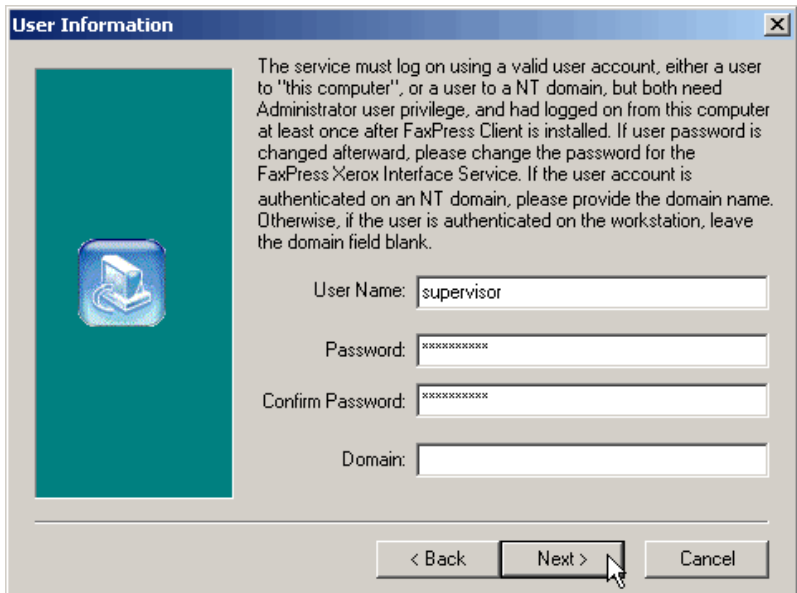 User Information
The service must log on using a valid user account, either a user
to "this computer", or a user to a NT domain, but both need
Administrator user privilege, and had logged on from this computer
at least once after FaxPress Client is installed. If user password is
changed afterward, please change the password for the
FaxPress Xerox Interface Service. If the user account is
authenticated on an NT domain, please provide the domain name.
Otherwise, if the user is authenticated on the workstation, leave
the domain field blank.
User Name: supervisor
Password: **********
Confirm Password: **********
Domain:
< Back Next > Cancel